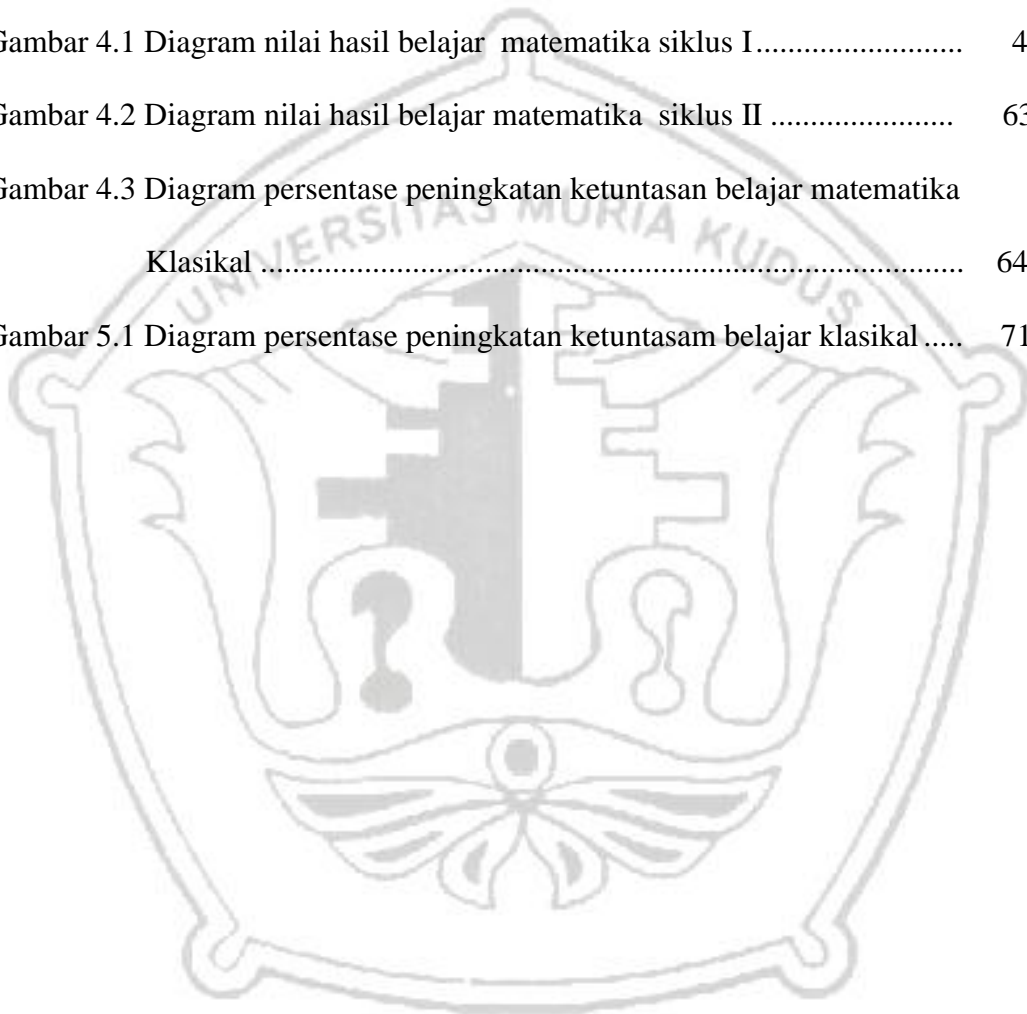 Gambar 4.1 Diagram nilai hasil belajar  matematika siklus I.......................... 4
Gambar 4.2 Diagram nilai hasil belajar matematika  siklus II ....................... 63
Gambar 4.3 Diagram persentase peningkatan ketuntasan belajar matematika
Klasikal ........................................................................................ 64
Gambar 5.1 Diagram persentase peningkatan ketuntasam belajar klasikal ..... 71
UNIVERSITAS MURIA KUDUS